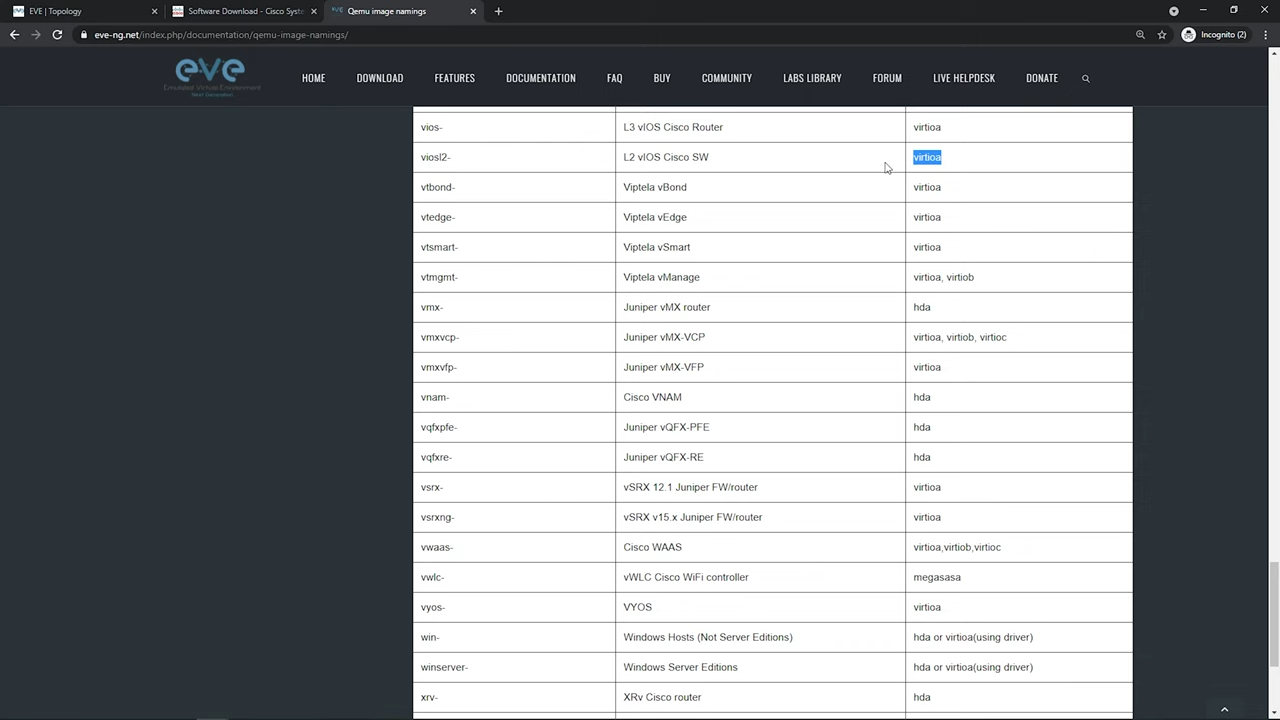 EVE | Topology
Software Download - Cisco Syste
Qemu image namings
eve-ng.net/index.php/documentation/qemu-image-namings/
Incognito (2)
eve
Emulated Virtual Environment
Next Generation
HOME DOWNLOAD FEATURES DOCUMENTATION FAQ BUY COMMUNITY LABS LIBRARY FORUM LIVE HELPDESK DONATE
vios- L3 vIOS Cisco Router virtioa
viosl2- L2 vIOS Cisco SW virtioa
vtbond- Viptela vBond virtioa
vtedge- Viptela vEdge virtioa
vtsmart- Viptela vSmart virtioa
vtmgmt- Viptela vManage virtioa, virtiob
vmx- Juniper vMX router hda
vmxvcp- Juniper vMX-VCP virtioa, virtiob, virtioc
vmxvfp- Juniper vMX-VFP virtioa
vnam- Cisco VNAM hda
vqfxpfe- Juniper vQFX-PFE hda
vqfxre- Juniper vQFX-RE hda
vsrx- vSRX 12.1 Juniper FW/router virtioa
vsrxng- vSRX v15.x Juniper FW/router virtioa
vwaas- Cisco WAAS virtioa,virtiob,virtioc
vwlc- vWLC Cisco WiFi controller megasasa
vyos- VYOS virtioa
win- Windows Hosts (Not Server Editions) hda or virtioa(using driver)
winserver- Windows Server Editions hda or virtioa(using driver)
xrv- XRv Cisco router hda